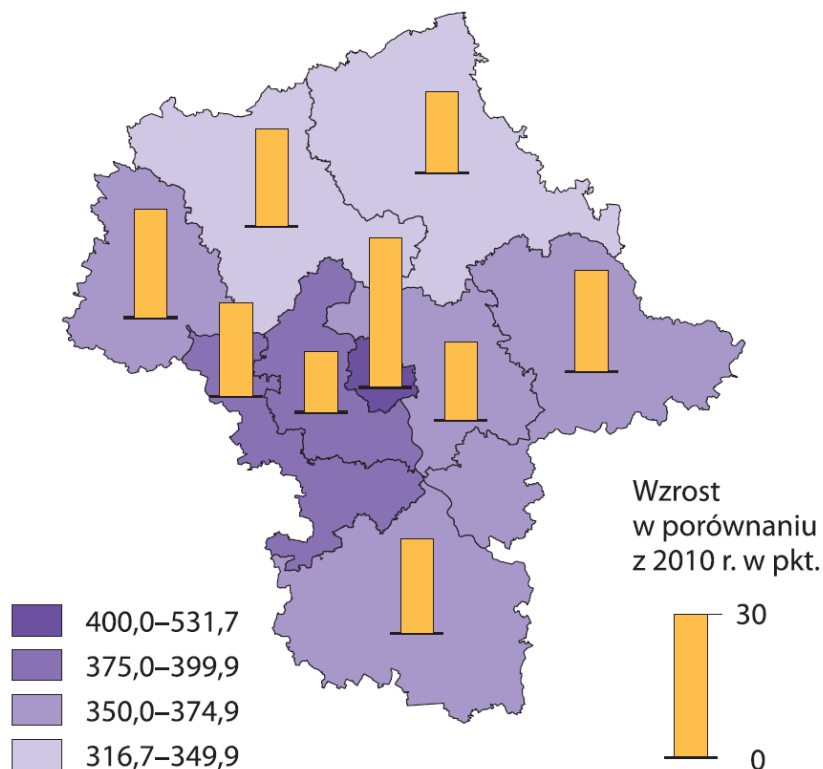 Wzrost
w porównaniu
z 2010 r. w pkt.
30
0
400,0–531,7
375,0–399,9
350,0–374,9
316,7–349,9